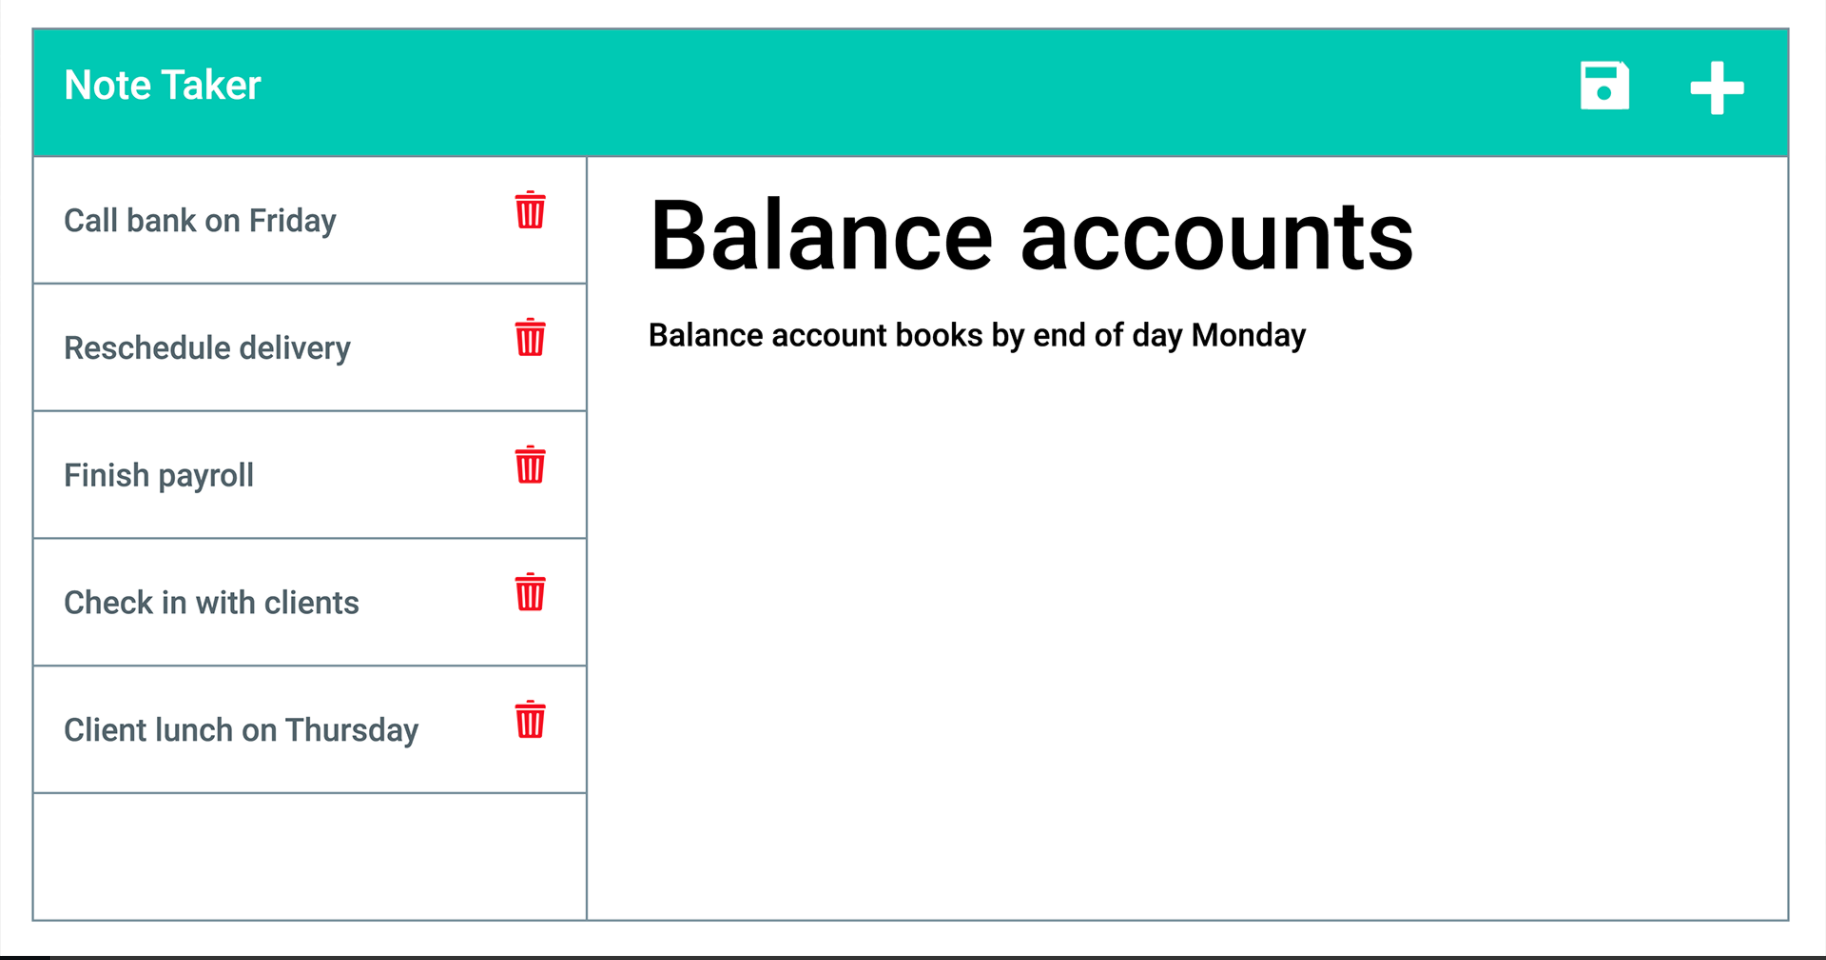 Note Taker
Call bank on Friday
Reschedule delivery
Finish payroll
Check in with clients
Client lunch on Thursday
Balance accounts
Balance account books by end of day Monday